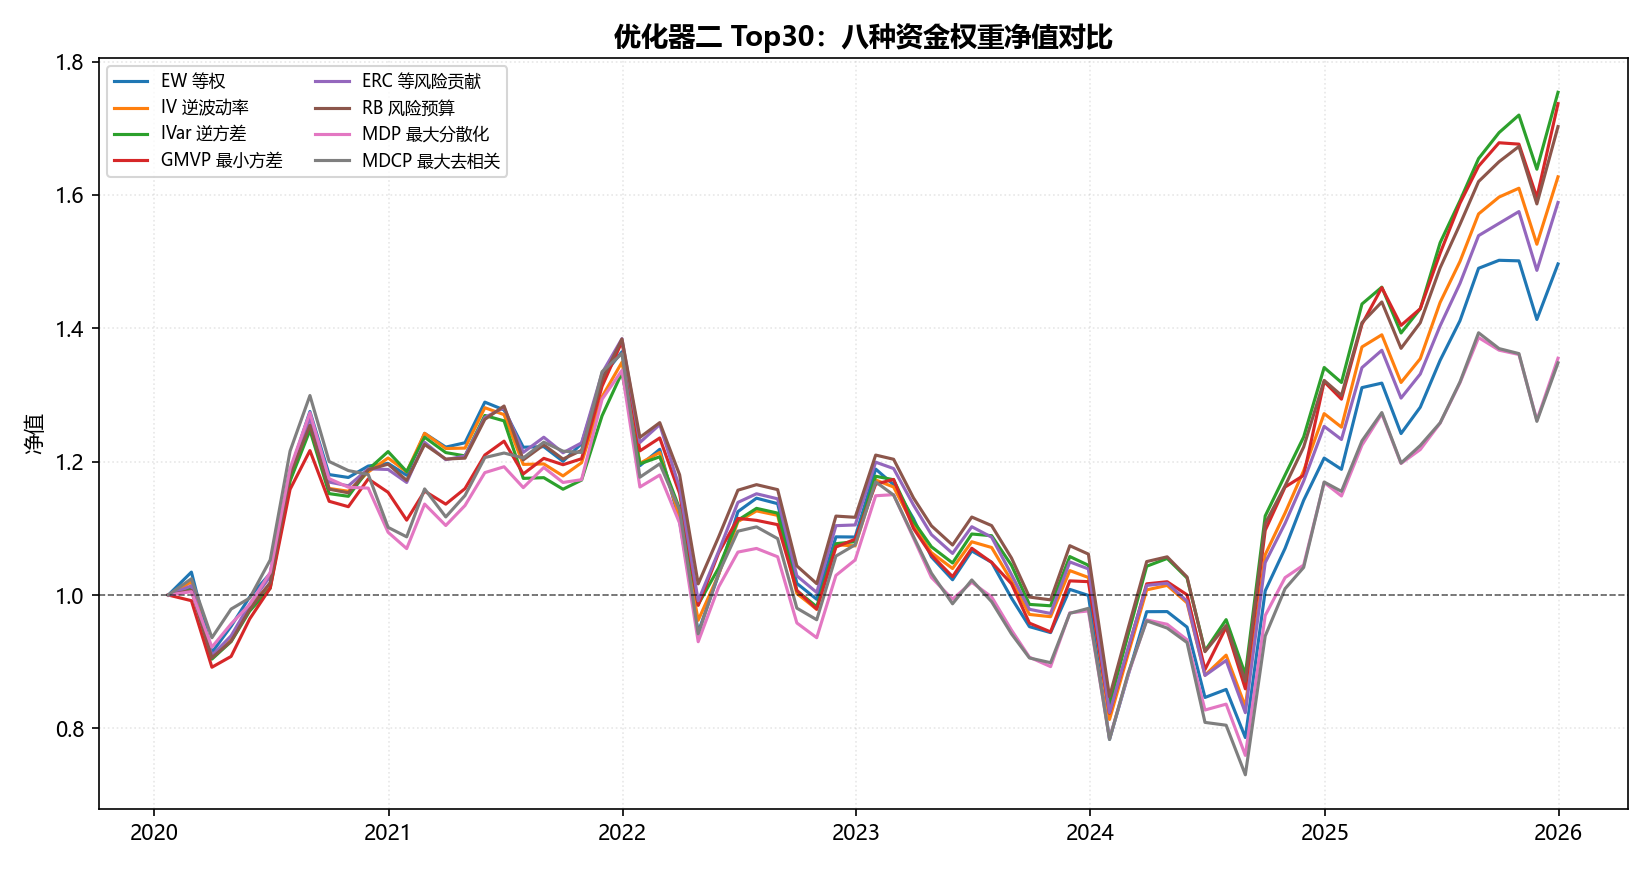 优化器二 Top30：八种资金权重净值对比
EW 等权
IV 逆波动率
IVar 逆方差
GMVP 最小方差
ERC 等风险贡献
RB 风险预算
MDP 最大分散化
MDCP 最大去相关
净值
1.8
1.6
1.4
1.2
1.0
0.8
2020
2021
2022
2023
2024
2025
2026